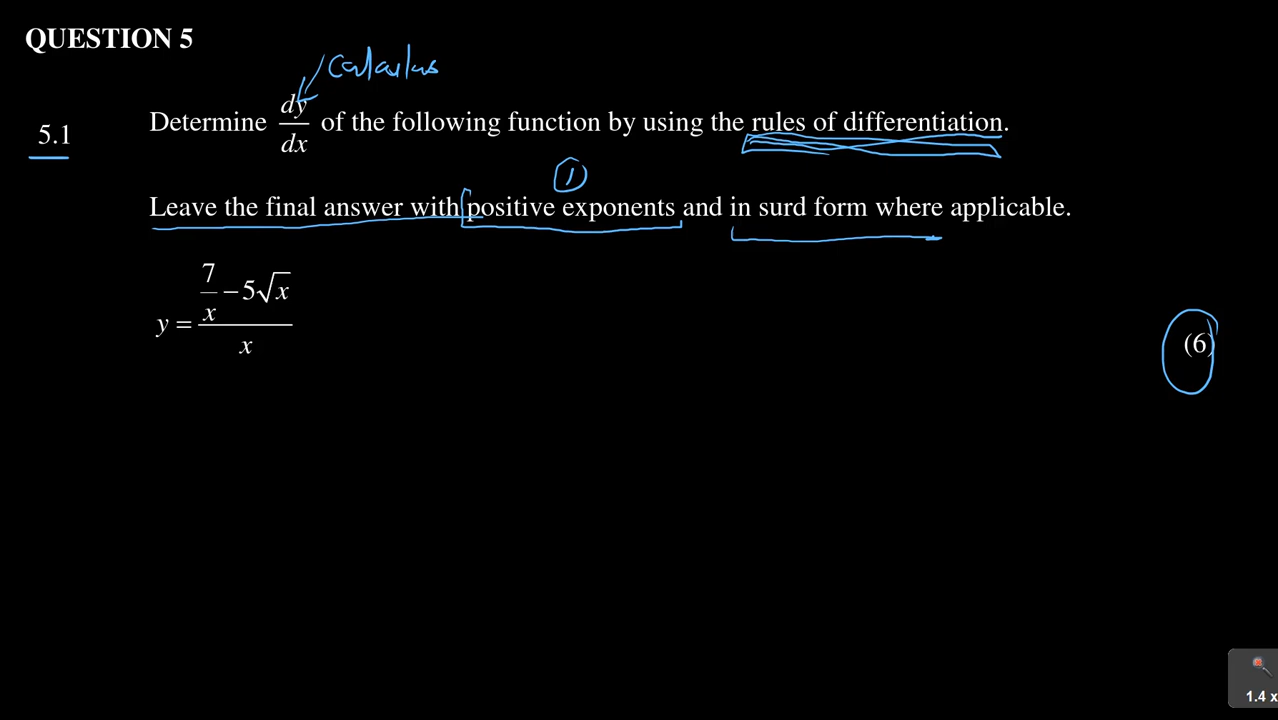 QUESTION 5
calculus
5.1 Determine dy/dx of the following function by using the rules of differentiation.
①
Leave the final answer with positive exponents and in surd form where applicable.
y = (7/x − 5√x)/x
(6)
1.4 x